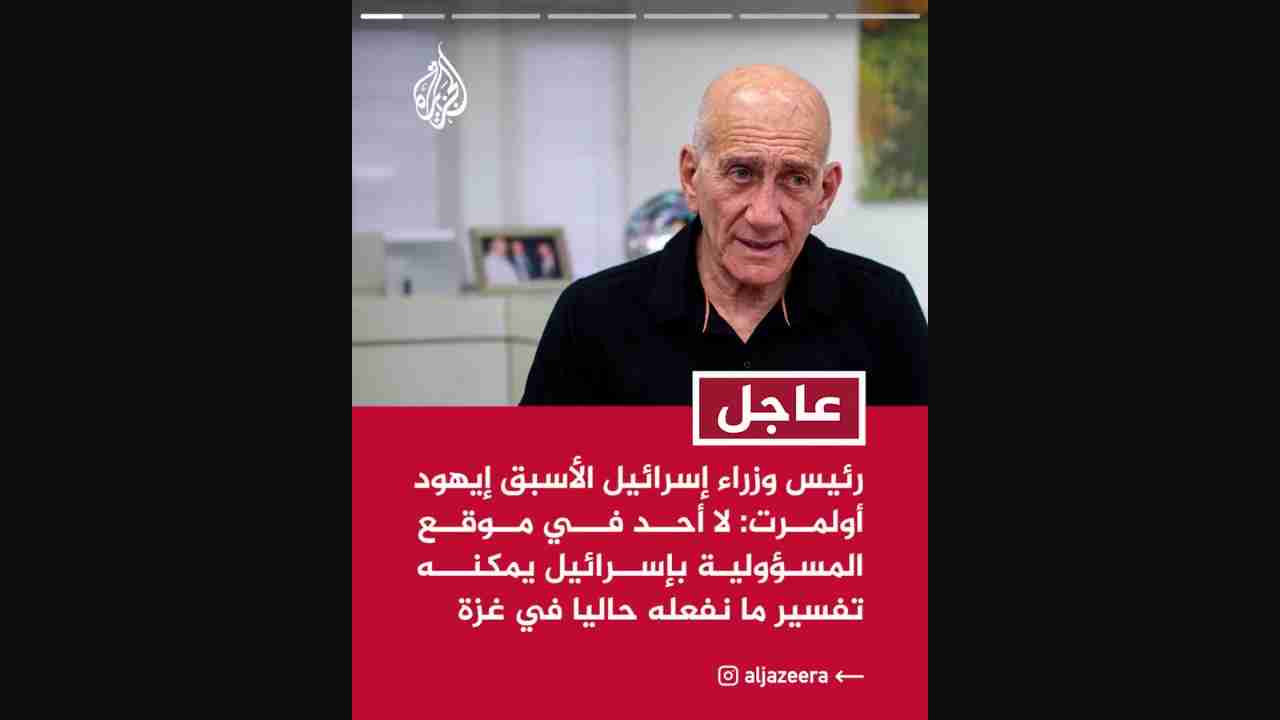 الجزيرة
عاجل
رئيس وزراء إسرائيل الأسبق إيهود
أولمرت: لا أحد في موقع
المسؤولية بإسرائيل يمكنه
تفسير ما نفعله حاليا في غزة
aljazeera